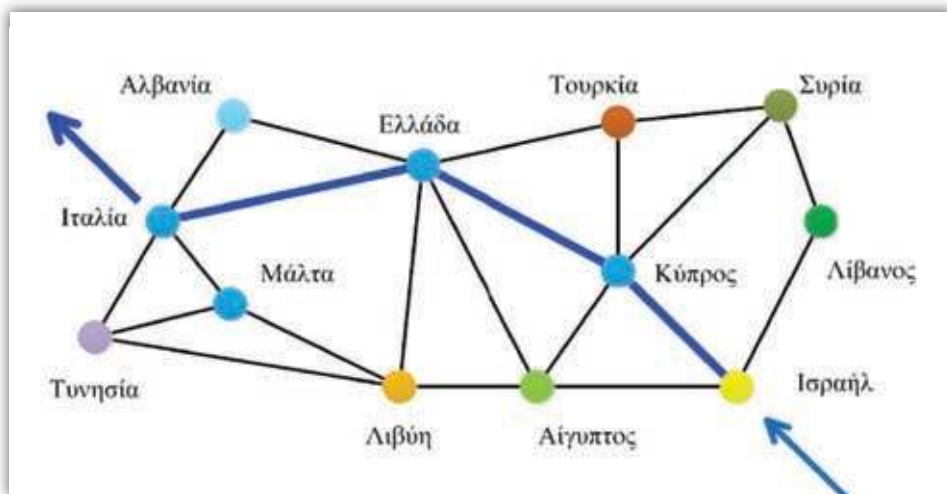 Αλβανία
Τουρκία
Συρία
Ελλάδα
Ιταλία
Μάλτα
Κύπρος
Λίβανος
Τυνησία
Ισραήλ
Λιβύη
Αίγυπτος